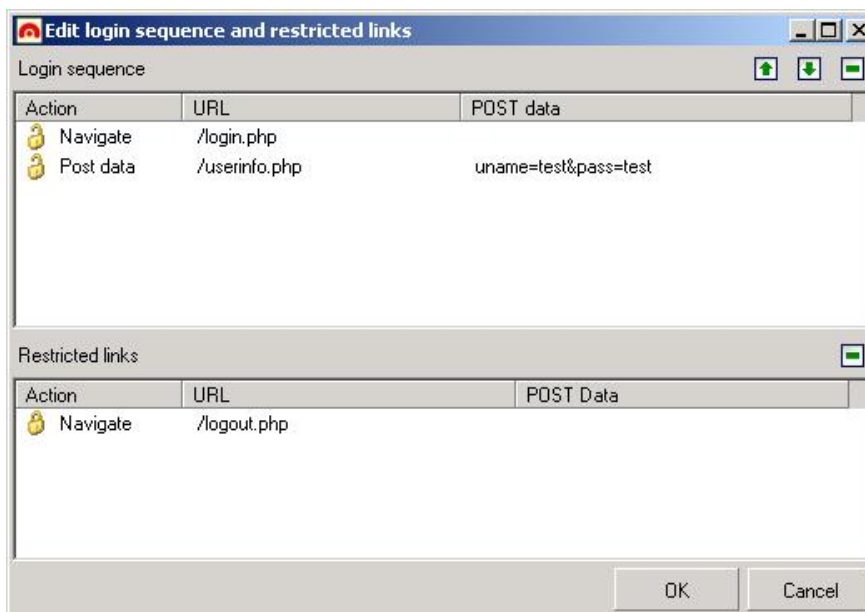 Edit login sequence and restricted links
Login sequence
Action URL POST data
Navigate /login.php
Post data /userinfo.php uname=test&pass=test
Restricted links
Action URL POST Data
Navigate /logout.php
OK Cancel